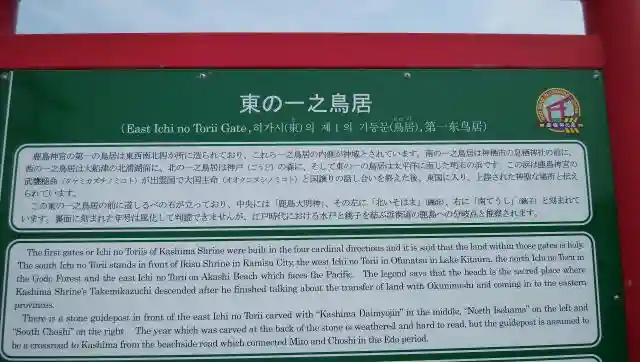 東の一之鳥居
(East Ichi no Torii Gate, 히가시(東)의 제 1 의 기둥문(鳥居), 第一东鸟居)
鹿島神宮の第一の鳥居は東西南北四か所に造られており、これら一之鳥居の内側が神域とされています。南の一之鳥居は神栖市の息栖神社の前に、
西の一之鳥居は大船津の北浦湖面に、北の一之鳥居は神戸(ごうど)の森に、そして東の一の鳥居は太平洋に面した明石の浜です この浜は鹿島神宮の
武甕槌命(タケミカヅチノミコト)が出雲国で大国主命(オオクニヌシノミコト)と国譲りの話し合いを終えた後、東国に入り、上陸された神聖な場所と伝え
られています。
この東の一之鳥居の前に道しるべの石が立っており、中央には「鹿島大明神」、その左に「北いそはま」、右に「南てうし」と刻まれて
います。裏面に刻まれた年号は風化して判読できませんが、江戸時代における水戸と銚子を結ぶ浜街道の鹿島への分岐点と推察されます。
The first gates or Ichi no Toriis of Kashima Shrine were built in the four cardinal directions and it is said that the land within those gates is holy.
The south Ichi no Torii stands in front of Ikisu Shrine in Kamisu City, the west Ichi no Torii in Ofunatsu in Lake Kitaura, the north Ichi no Torii in
the Godo Forest and the east Ichi no Torii on Akashi Beach which faces the Pacific. The legend says that the beach is the sacred place where
Kashima Shrine's Takemikazuchi descended after he finished talking about the transfer of land with Okuninushi and coming in to the eastern
provinces.
There is a stone guidepost in front of the east Ichi no Torii carved with "Kashima Daimyojin" in the middle, "North Isohama" on the left and
"South Choshi" on the right The year which was carved at the back of the stone is weathered and hard to read, but the guidepost is assumed to
be a crossroad to Kashima from the beachside road which connected Mito and Choshi in the Edo period.